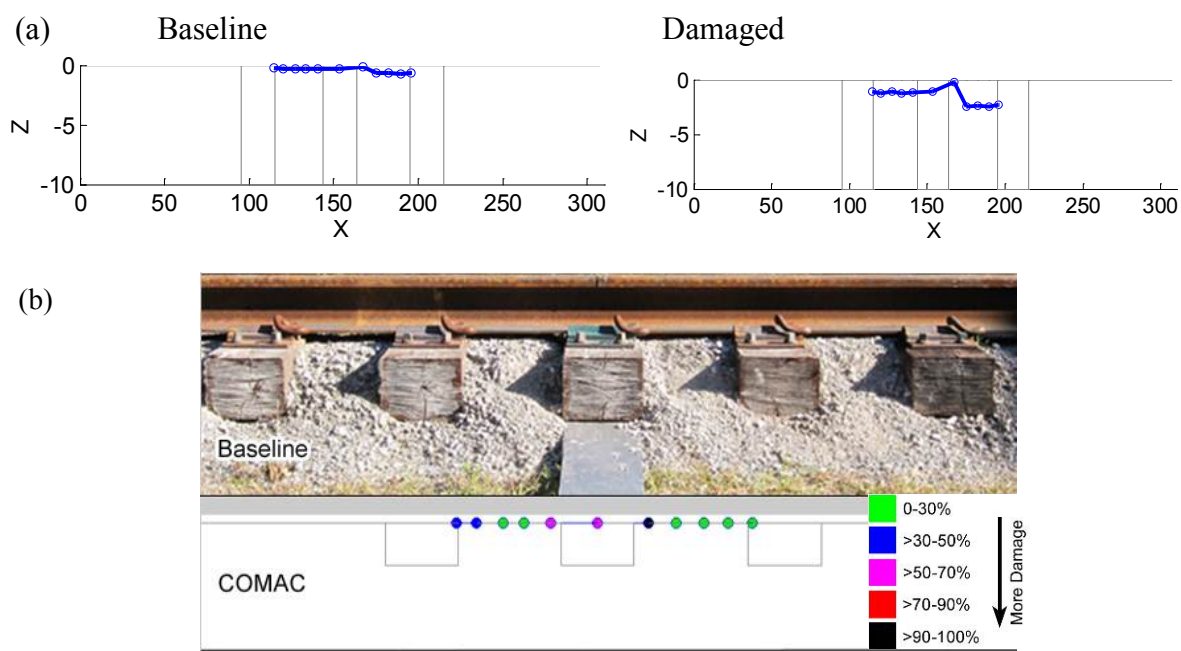 (a) Baseline Damaged
0
-5
-10
Z
0 50 100 150 200 250 300
X
0
-5
-10
Z
0 50 100 150 200 250 300
X
(b)
Baseline
COMAC
0-30%
>30-50%
>50-70%
>70-90%
>90-100%
More Damage